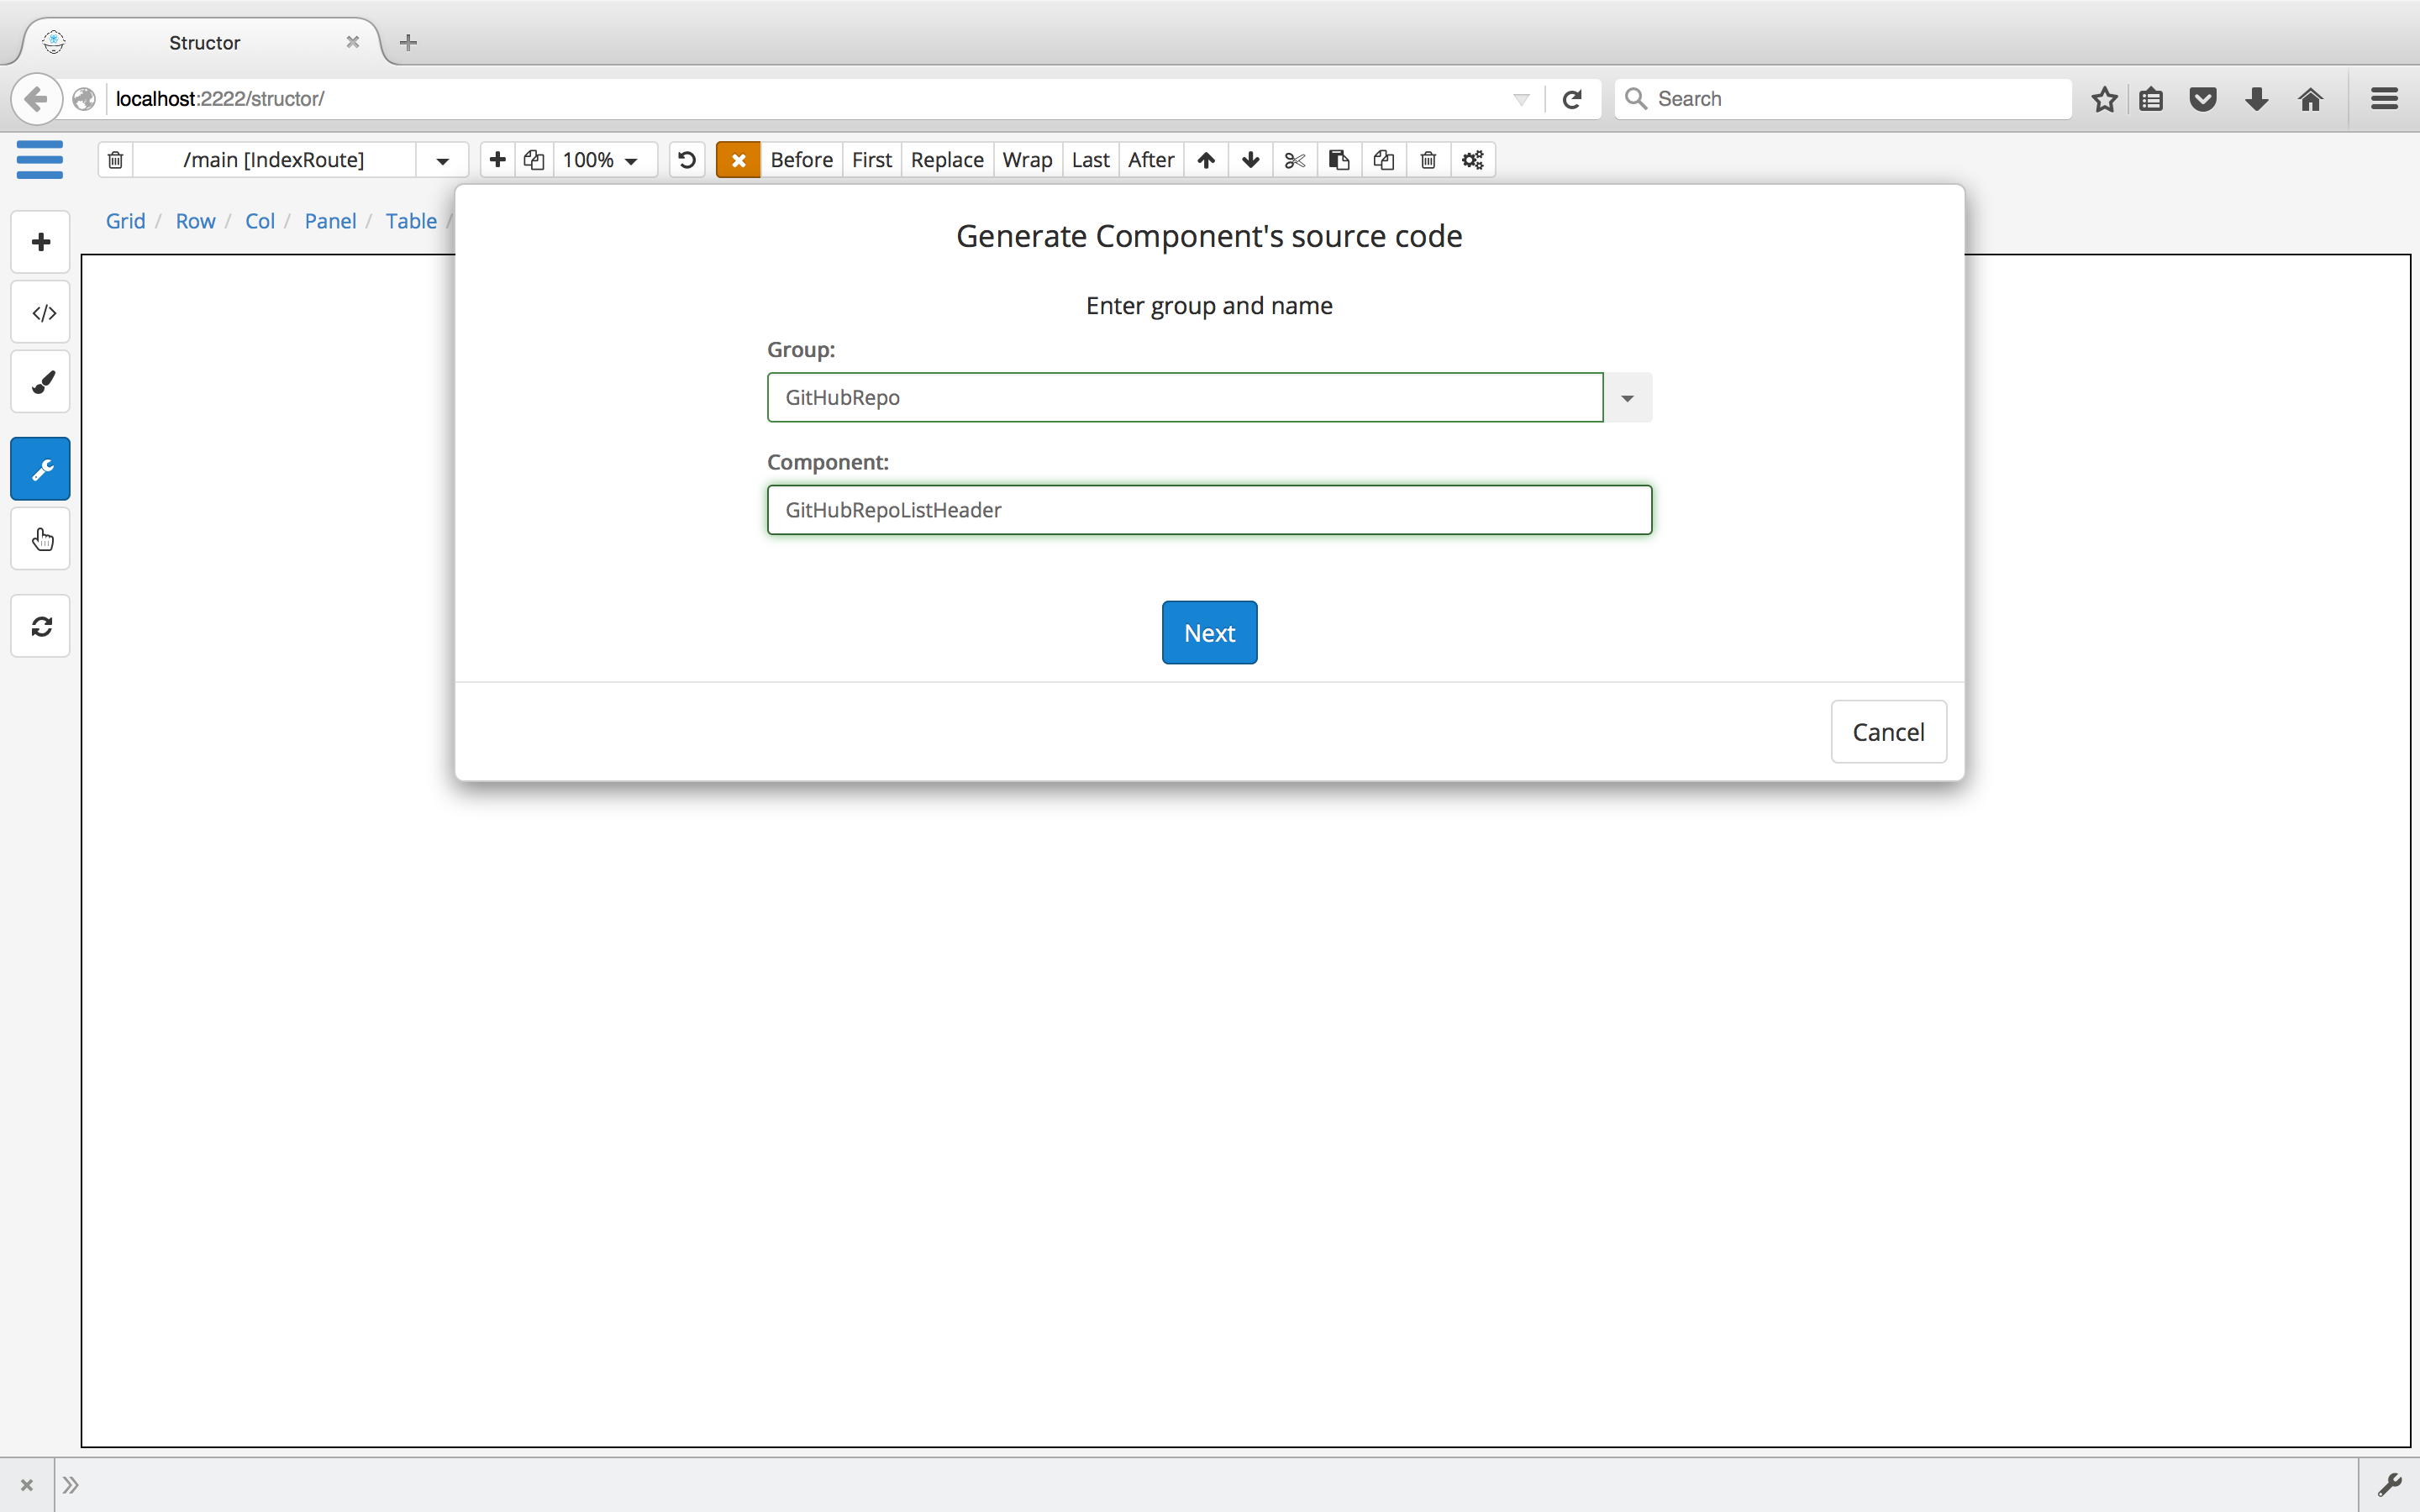 Structor
localhost:2222/structor/
Search
/main [IndexRoute]
100%
Before First Replace Wrap Last After
Grid / Row / Col / Panel / Table /
Generate Component's source code
Enter group and name
Group:
GitHubRepo
Component:
GitHubRepoListHeader
Next
Cancel